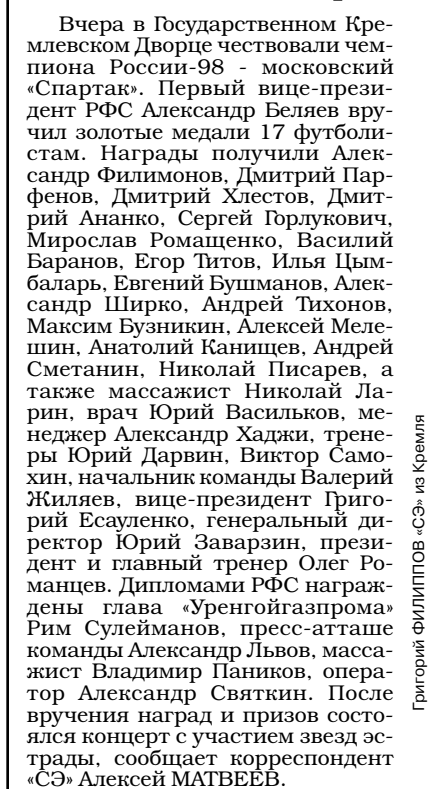 Вчера в Государственном Кре-
млевском Дворце чествовали чем-
пиона России-98 - московский
«Спартак». Первый вице-прези-
дент РФС Александр Беляев вру-
чил золотые медали 17 футболи-
стам. Награды получили Алек-
сандр Филимонов, Дмитрий Пар-
фенов, Дмитрий Хлестов, Дмит-
рий Ананко, Сергей Горлукович,
Мирослав Ромащенко, Василий
Баранов, Егор Титов, Илья Цым-
баларь, Евгений Бушманов, Алек-
сандр Ширко, Андрей Тихонов,
Максим Бузникин, Алексей Меле-
шин, Анатолий Канищев, Андрей
Сметанин, Николай Писарев, а
также массажист Николай Ла-
рин, врач Юрий Васильков, ме-
неджер Александр Хаджи, трене-
ры Юрий Дарвин, Виктор Само-
хин, начальник команды Валерий
Жиляев, вице-президент Григо-
рий Есауленко, генеральный ди-
ректор Юрий Заварзин, прези-
дент и главный тренер Олег Ро-
манцев. Дипломами РФС награж-
дены глава «Уренгойгазпрома»
Рим Сулейманов, пресс-атташе
команды Александр Львов, масса-
жист Владимир Паников, опера-
тор Александр Святкин. После
вручения наград и призов состо-
ялся концерт с участием звезд эс-
трады, сообщает корреспондент
«СЭ» Алексей МАТВЕЕВ.
Григорий ФИЛИППОВ «СЭ» из Кремля